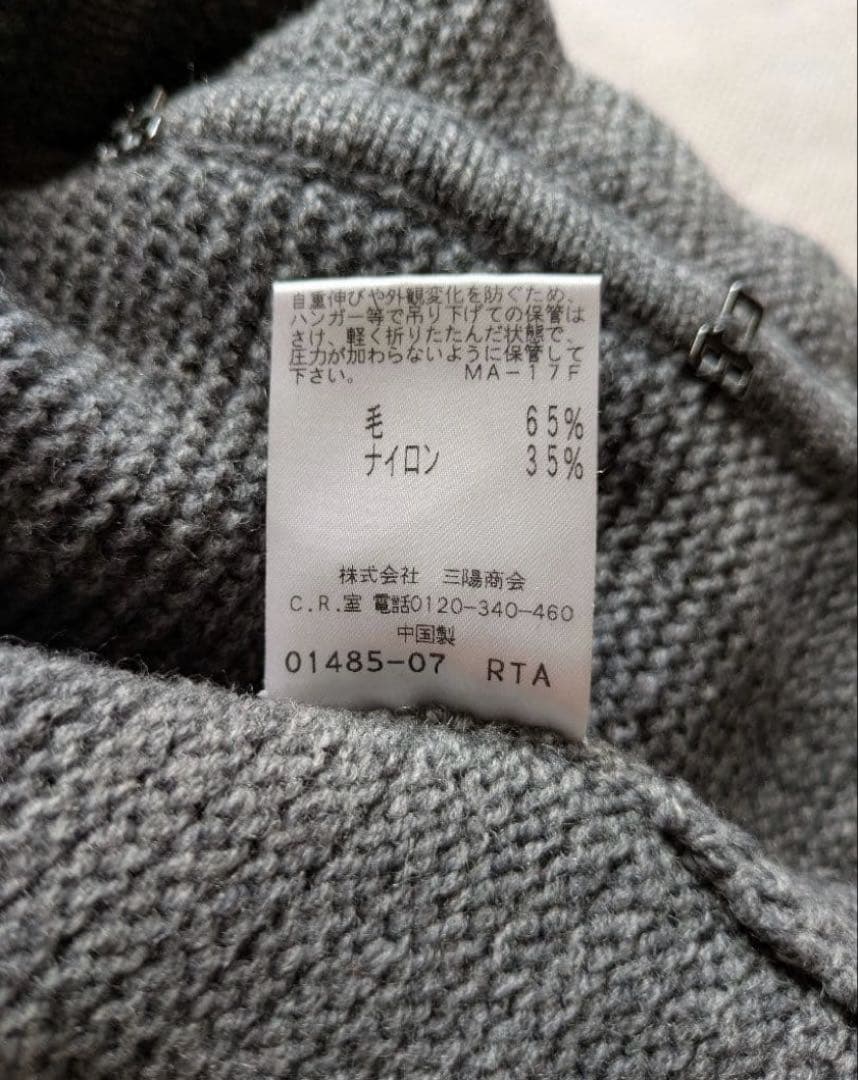 自重伸びや外観変化を防ぐため、
ハンガー等で吊り下げての保管は
さけ、軽く折りたたんだ状態で、
圧力が加わらないように保管して
下さい。 MA-17F
毛 65%
ナイロン 35%
株式会社 三陽商会
C.R.室 電話0120-340-460
中国製
01485-07 RTA